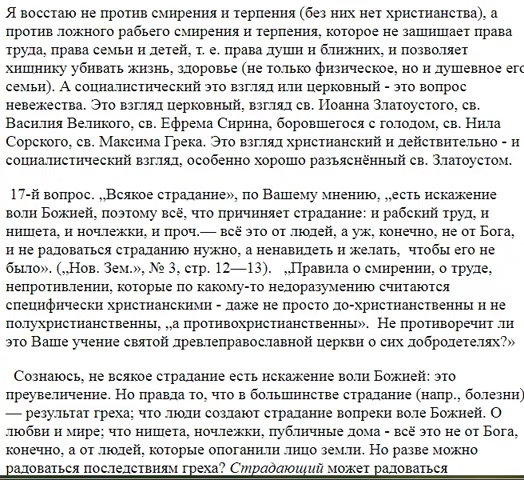 Я восстаю не против смирения и терпения (без них нет христианства), а
против ложного рабьего смирения и терпения, которое не защищает права
труда, права семьи и детей, т. е. права души и ближних, и позволяет
хищнику убивать жизнь, здоровье (не только физическое, но и душевное его
семьи). А социалистический это взгляд или церковный - это вопрос
невежества. Это взгляд церковный, взгляд св. Иоанна Златоустого, св.
Василия Великого, св. Ефрема Сирина, боровшегося с голодом, св. Нила
Сорского, св. Максима Грека. Это взгляд христианский и действительно - и
социалистический взгляд, особенно хорошо разъяснённый св. Златоустом.
17-й вопрос. „Всякое страдание», по Вашему мнению, „есть искажение
воли Божией, поэтому всё, что причиняет страдание: и рабский труд, и
нищета, и ночлежки, и проч.— всё это от людей, а уж, конечно, не от Бога,
и не радоваться страданию нужно, а ненавидеть и желать, чтобы его не
было». („Нов. Зем.», № 3, стр. 12—13). „Правила о смирении, о труде,
непротивлении, которые по какому-то недоразумению считаются
специфически христианскими - даже не просто до-христианственны и не
полухристианственны, „а противохристианственны». Не противоречит ли
это Ваше учение святой древлеправославной церкви о сих добродетелях?»
Сознаюсь, не всякое страдание есть искажение воли Божией: это
преувеличение. Но правда то, что в большинстве страдание (напр., болезни)
— результат греха; что люди создают страдание вопреки воле Божией. О
любви и мире; что нищета, ночлежки, публичные дома - всё это не от Бога,
конечно, а от людей, которые опоганили лицо земли. Но разве можно
радоваться последствиям греха? Страдающий может радоваться